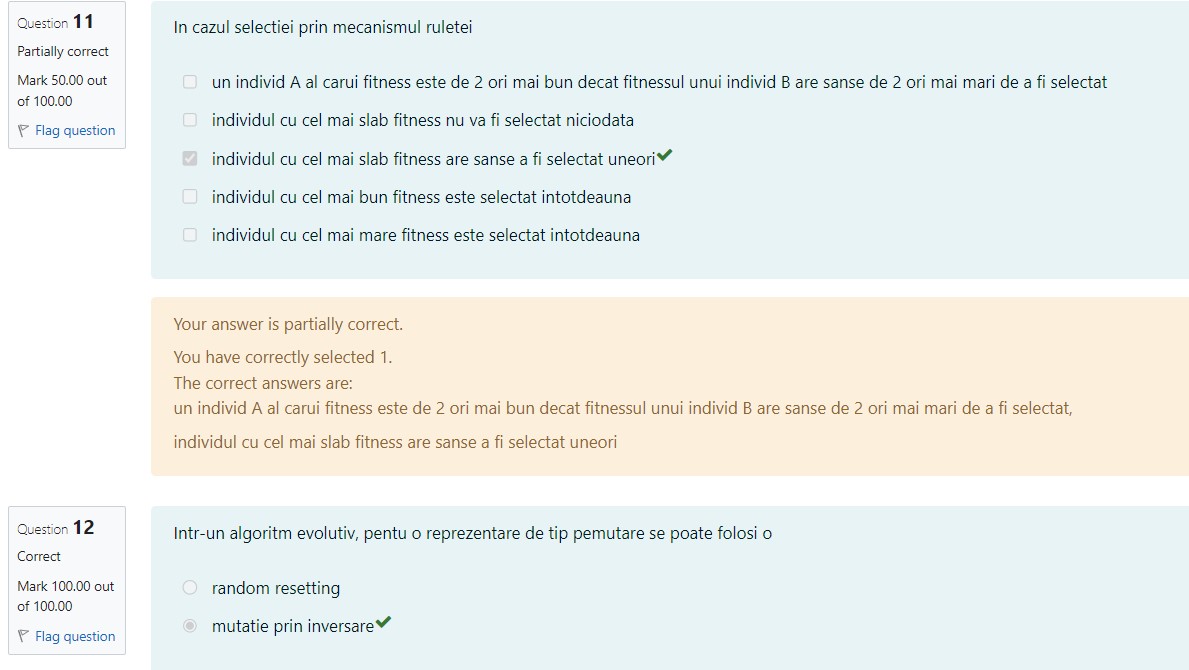 Question 11
Partially correct
Mark 50.00 out
of 100.00
Flag question
In cazul selectiei prin mecanismul ruletei
un individ A al carui fitness este de 2 ori mai bun decat fitnessul unui individ B are sanse de 2 ori mai mari de a fi selectat
individul cu cel mai slab fitness nu va fi selectat niciodata
individul cu cel mai slab fitness are sanse a fi selectat uneori
individul cu cel mai bun fitness este selectat intotdeauna
individul cu cel mai mare fitness este selectat intotdeauna
Your answer is partially correct.
You have correctly selected 1.
The correct answers are:
un individ A al carui fitness este de 2 ori mai bun decat fitnessul unui individ B are sanse de 2 ori mai mari de a fi selectat,
individul cu cel mai slab fitness are sanse a fi selectat uneori
Question 12
Correct
Mark 100.00 out
of 100.00
Flag question
Intr-un algoritm evolutiv, pentu o reprezentare de tip pemutare se poate folosi o
random resetting
mutatie prin inversare